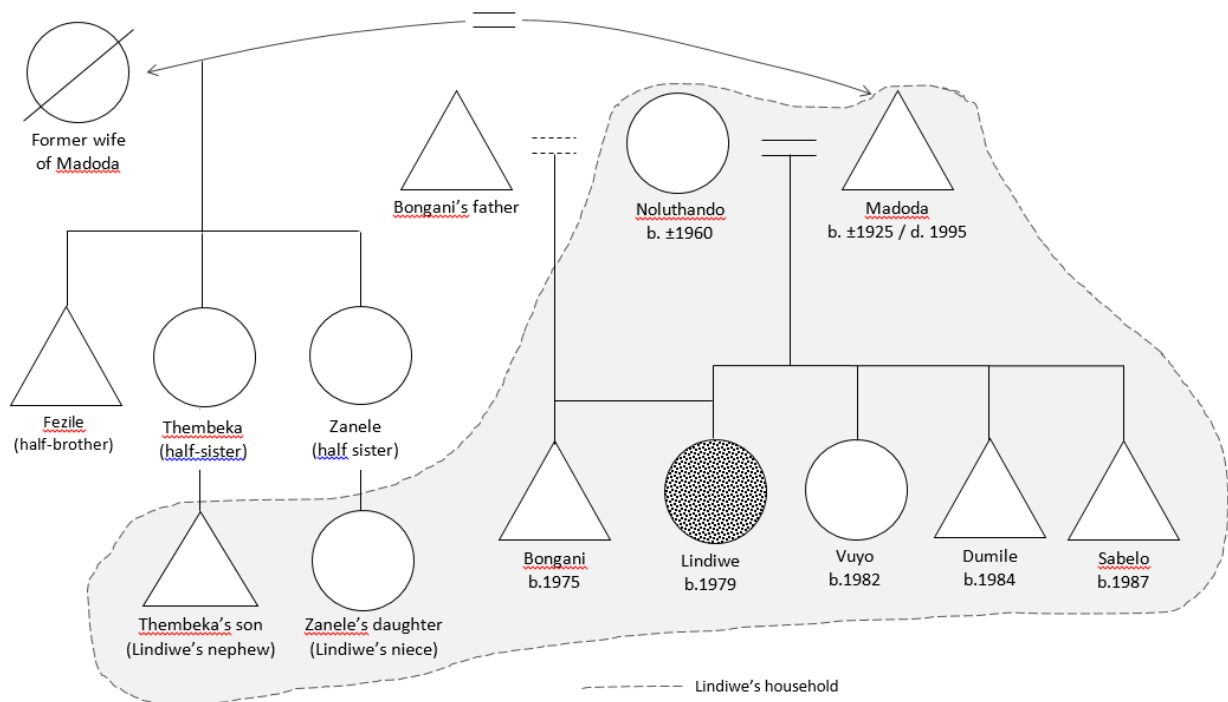 Former wife
of Madoda
Bongani's father
Noluthando
b. ±1960
Madoda
b. ±1925 / d. 1995
Fezile
(half-brother)
Thembeka
(half-sister)
Zanele
(half sister)
Bongani
b.1975
Lindiwe
b.1979
Vuyo
b.1982
Dumile
b.1984
Sabelo
b.1987
Thembeka's son
(Lindiwe's nephew)
Zanele's daughter
(Lindiwe's niece)
Lindiwe's household